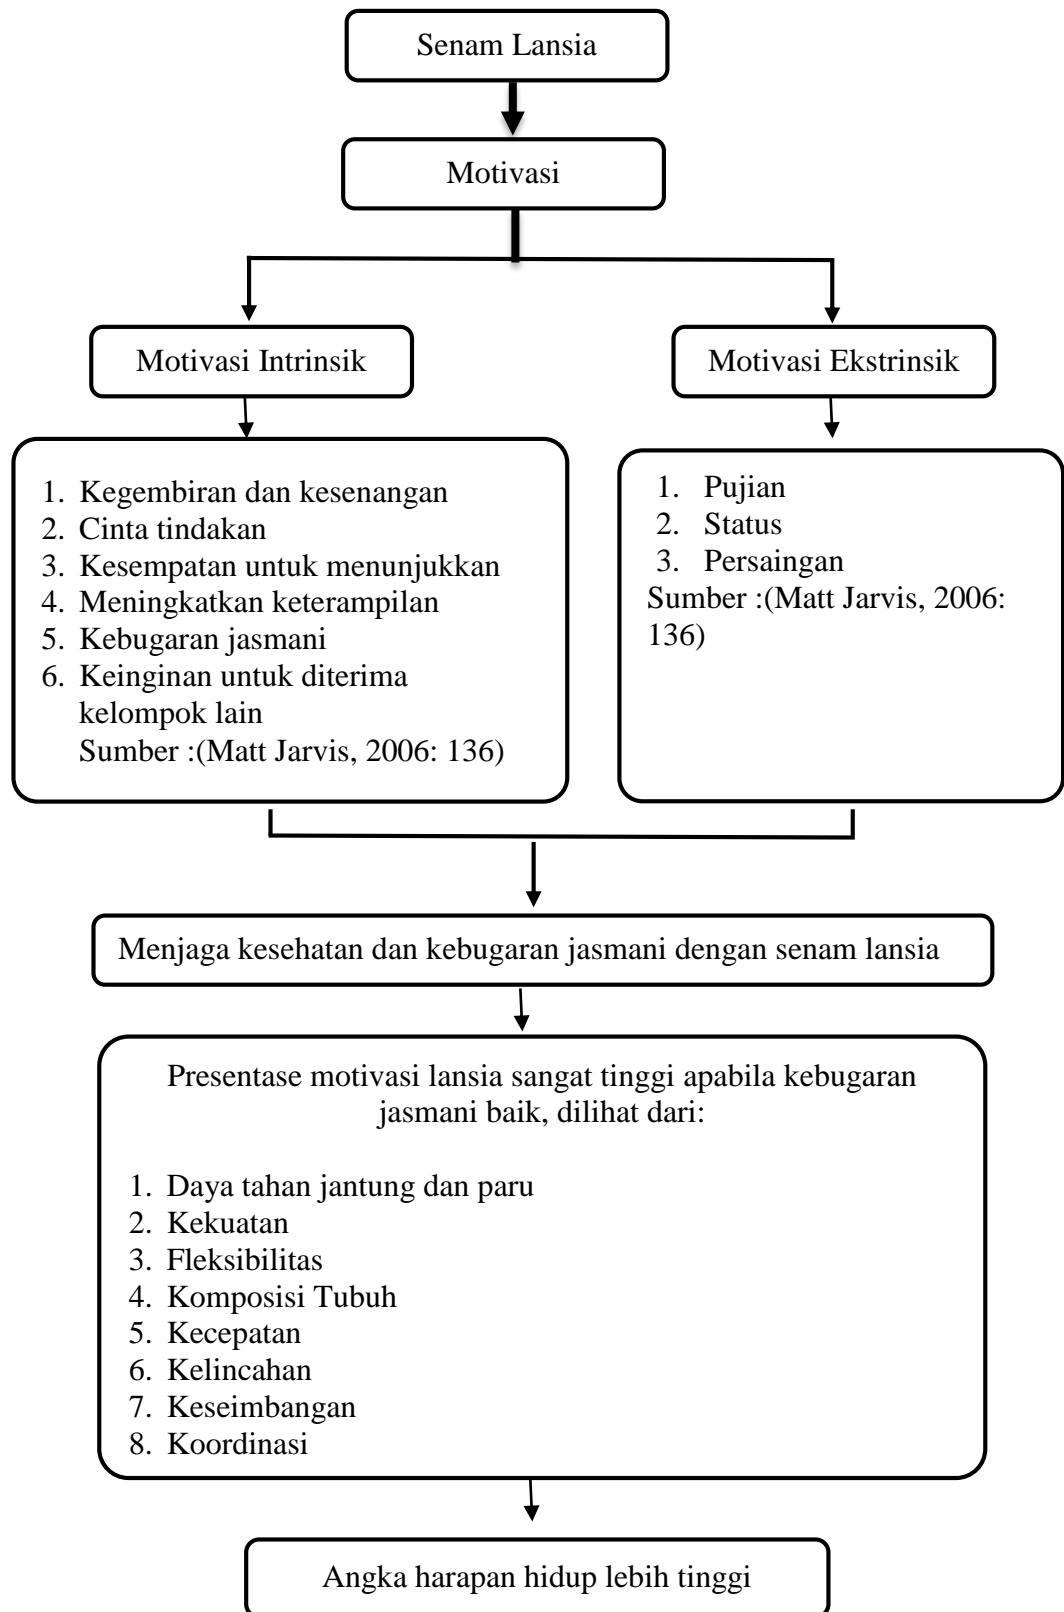 Senam Lansia
Motivasi
Motivasi Intrinsik
Motivasi Ekstrinsik
1. Kegembiran dan kesenangan
2. Cinta tindakan
3. Kesempatan untuk menunjukkan
4. Meningkatkan keterampilan
5. Kebugaran jasmani
6. Keinginan untuk diterima
kelompok lain
Sumber :(Matt Jarvis, 2006: 136)
1. Pujian
2. Status
3. Persaingan
Sumber :(Matt Jarvis, 2006:
136)
Menjaga kesehatan dan kebugaran jasmani dengan senam lansia
Presentase motivasi lansia sangat tinggi apabila kebugaran
jasmani baik, dilihat dari:
1. Daya tahan jantung dan paru
2. Kekuatan
3. Fleksibilitas
4. Komposisi Tubuh
5. Kecepatan
6. Kelincahan
7. Keseimbangan
8. Koordinasi
Angka harapan hidup lebih tinggi